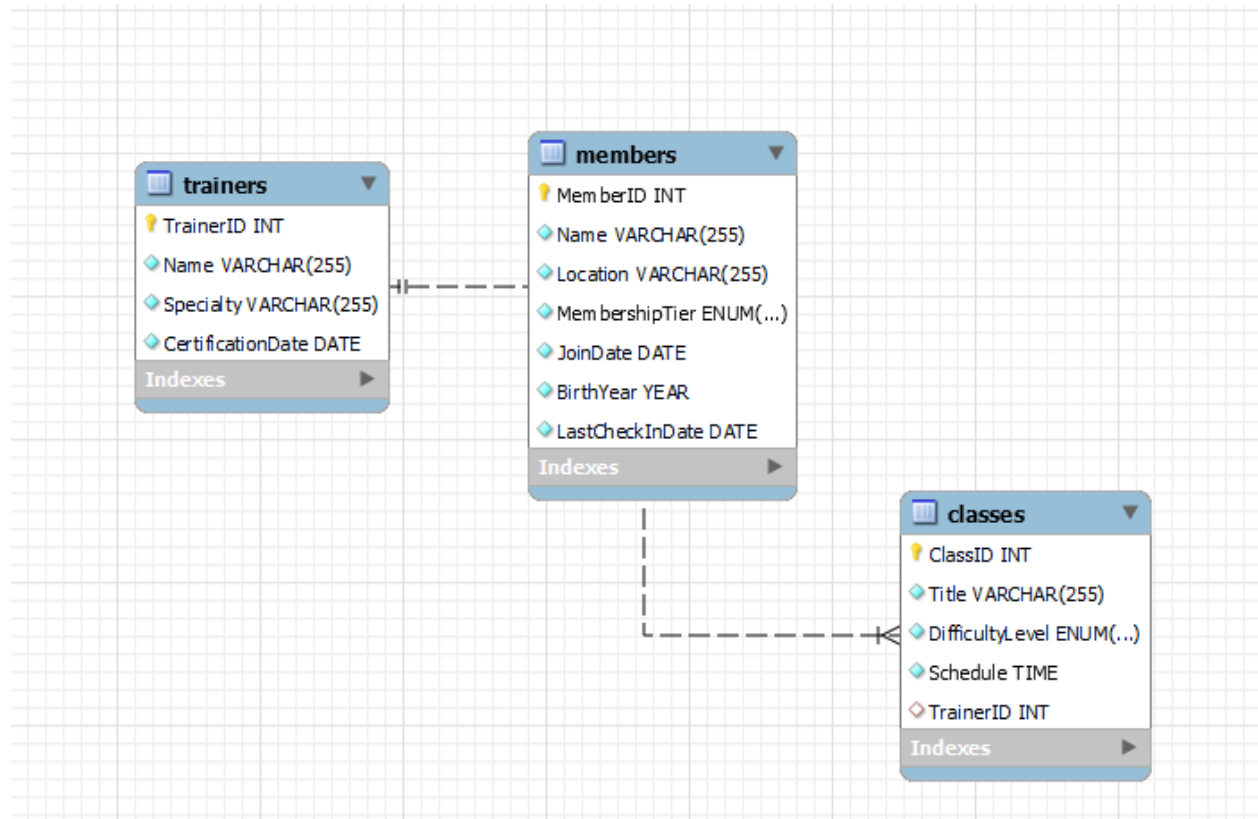 trainers
TrainerID INT
Name VARCHAR(255)
Specialty VARCHAR(255)
CertificationDate DATE
Indexes
members
MemberID INT
Name VARCHAR(255)
Location VARCHAR(255)
MembershipTier ENUM(...)
JoinDate DATE
BirthYear YEAR
LastCheckInDate DATE
Indexes
classes
ClassID INT
Title VARCHAR(255)
DifficultyLevel ENUM(...)
Schedule TIME
TrainerID INT
Indexes